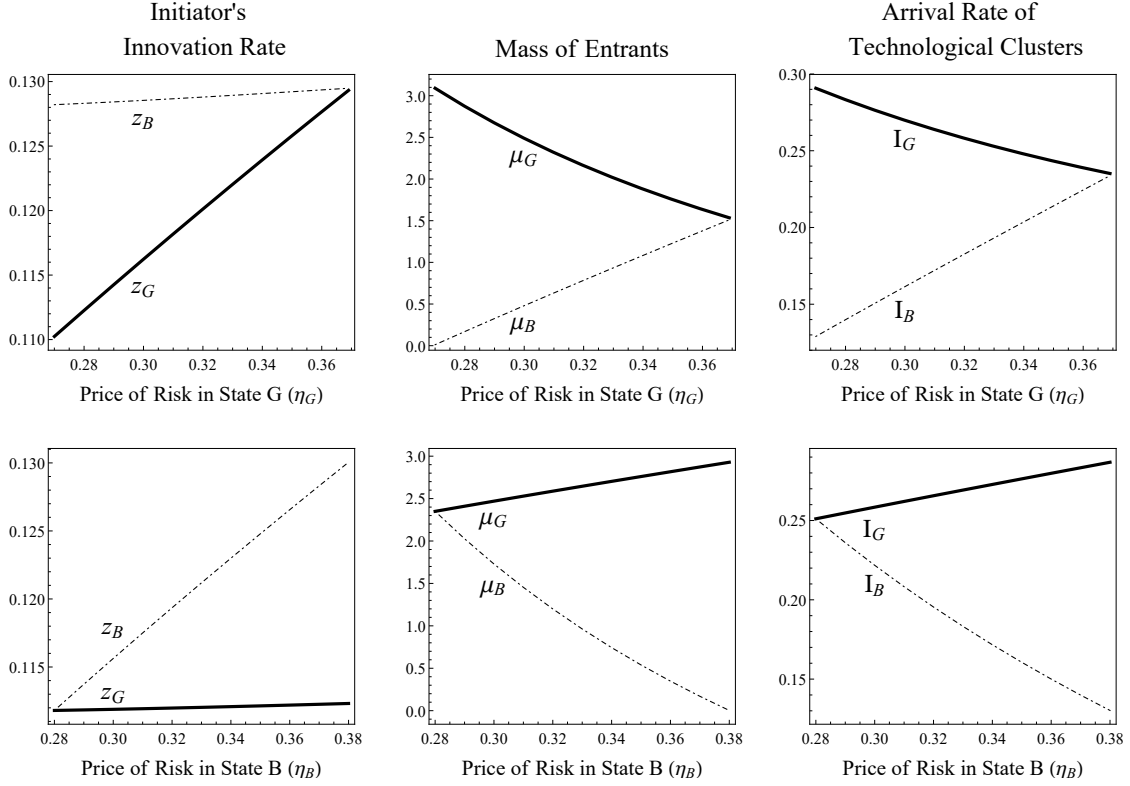 Initiator's
Innovation Rate
Mass of Entrants
Arrival Rate of
Technological Clusters
0.130
0.125
0.120
0.115
0.110
z_B
z_G
0.28 0.30 0.32 0.34 0.36
Price of Risk in State G (η_G)
3.0
2.5
2.0
1.5
1.0
0.5
0.0
μ_G
μ_B
0.28 0.30 0.32 0.34 0.36
Price of Risk in State G (η_G)
0.30
0.25
0.20
0.15
I_G
I_B
0.28 0.30 0.32 0.34 0.36
Price of Risk in State G (η_G)
0.130
0.125
0.120
0.115
z_B
z_G
0.28 0.30 0.32 0.34 0.36 0.38
Price of Risk in State B (η_B)
3.0
2.5
2.0
1.5
1.0
0.5
0.0
μ_G
μ_B
0.28 0.30 0.32 0.34 0.36 0.38
Price of Risk in State B (η_B)
0.25
0.20
0.15
I_G
I_B
0.28 0.30 0.32 0.34 0.36 0.38
Price of Risk in State B (η_B)